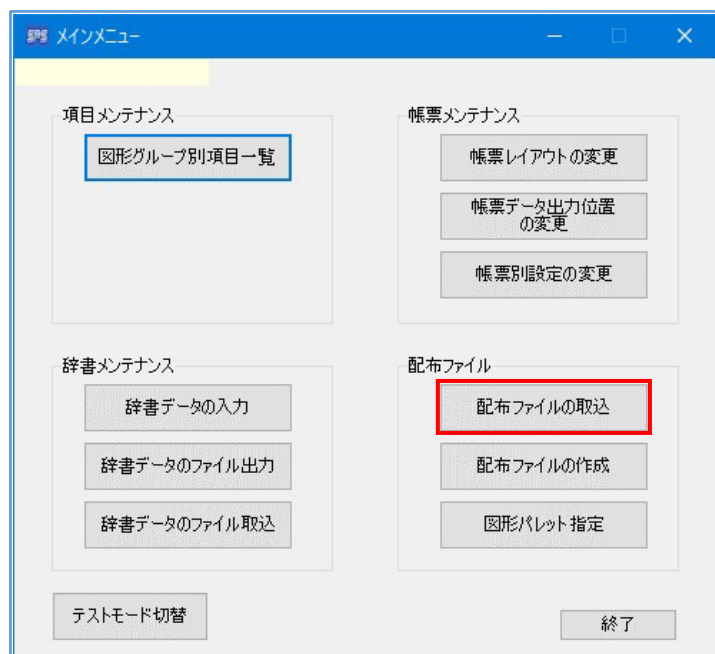 SPS メインメニュー
項目メンテナンス
図形グループ別項目一覧
帳票メンテナンス
帳票レイアウトの変更
帳票データ出力位置
の変更
帳票別設定の変更
辞書メンテナンス
辞書データの入力
辞書データのファイル出力
辞書データのファイル取込
配布ファイル
配布ファイルの取込
配布ファイルの作成
図形パレット指定
テストモード切替
終了